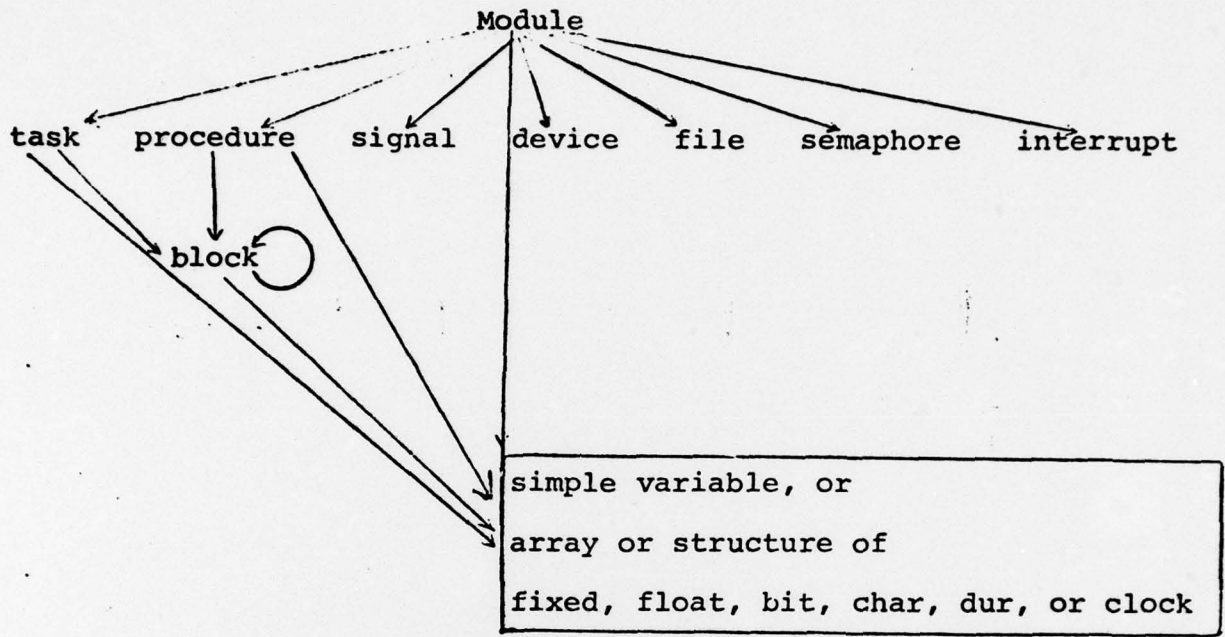 Module
task procedure signal device file semaphore interrupt
block
simple variable, or
array or structure of
fixed, float, bit, char, dur, or clock